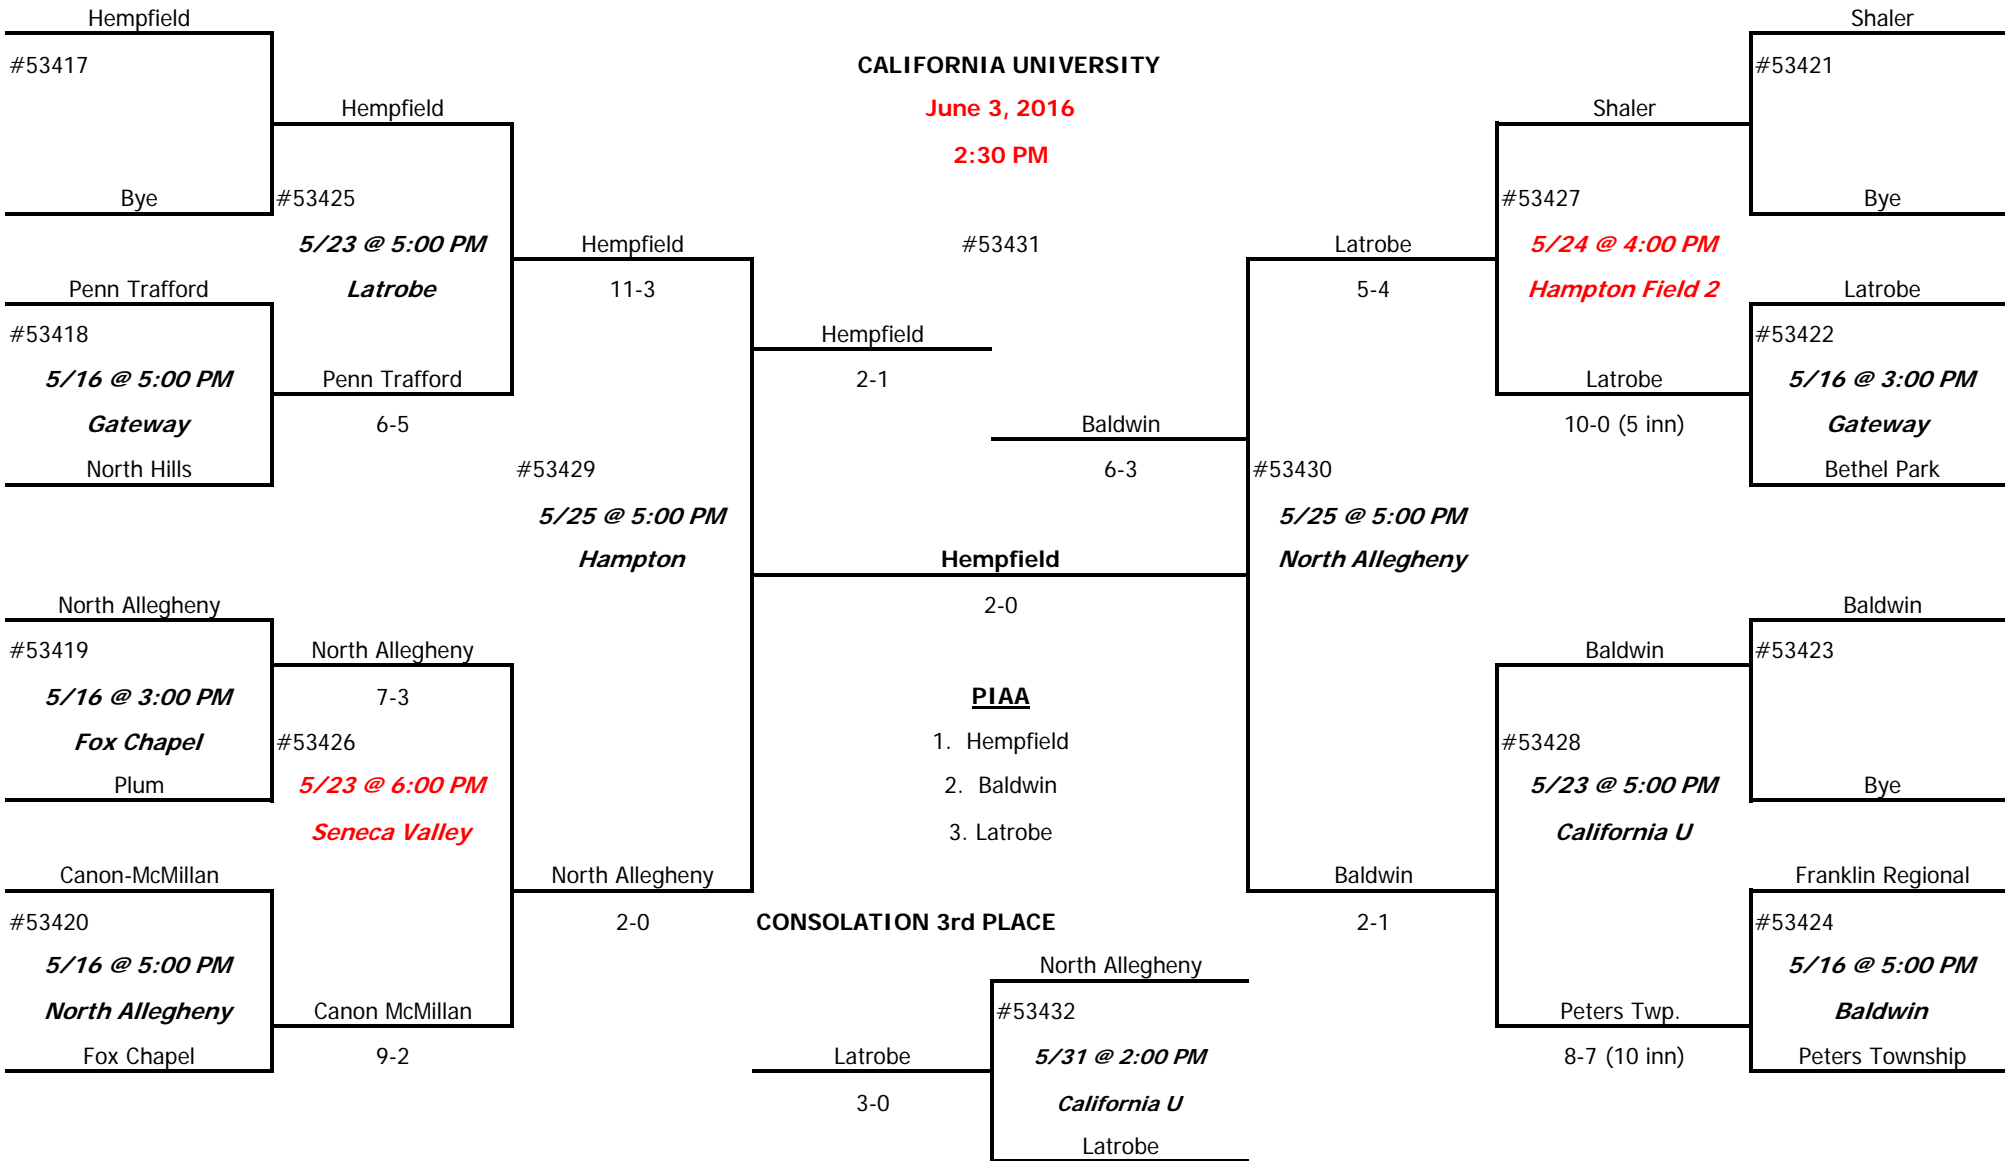 Hempfield
#53417
Hempfield
Bye
#53425
5/23 @ 5:00 PM
Latrobe
Penn Trafford
#53418
5/16 @ 5:00 PM
Gateway
North Hills
Penn Trafford
6-5
Hempfield
11-3
#53429
5/25 @ 5:00 PM
Hampton
North Allegheny
#53419
5/16 @ 3:00 PM
Fox Chapel
Plum
North Allegheny
7-3
#53426
5/23 @ 6:00 PM
Seneca Valley
Canon-McMillan
#53420
5/16 @ 5:00 PM
North Allegheny
Fox Chapel
Canon McMillan
9-2
North Allegheny
2-0
CALIFORNIA UNIVERSITY
June 3, 2016
2:30 PM
#53431
Hempfield
2-1
Baldwin
6-3
Hempfield
2-0
PIAA
1. Hempfield
2. Baldwin
3. Latrobe
CONSOLATION 3rd PLACE
North Allegheny
#53432
5/31 @ 2:00 PM
California U
Latrobe
Latrobe
3-0
Latrobe
5-4
#53430
5/25 @ 5:00 PM
North Allegheny
Baldwin
2-1
Shaler
#53427
5/24 @ 4:00 PM
Hampton Field 2
Latrobe
10-0 (5 inn)
Baldwin
#53428
5/23 @ 5:00 PM
California U
Peters Twp.
8-7 (10 inn)
Shaler
#53421
Bye
Latrobe
#53422
5/16 @ 3:00 PM
Gateway
Bethel Park
Baldwin
#53423
Bye
Franklin Regional
#53424
5/16 @ 5:00 PM
Baldwin
Peters Township